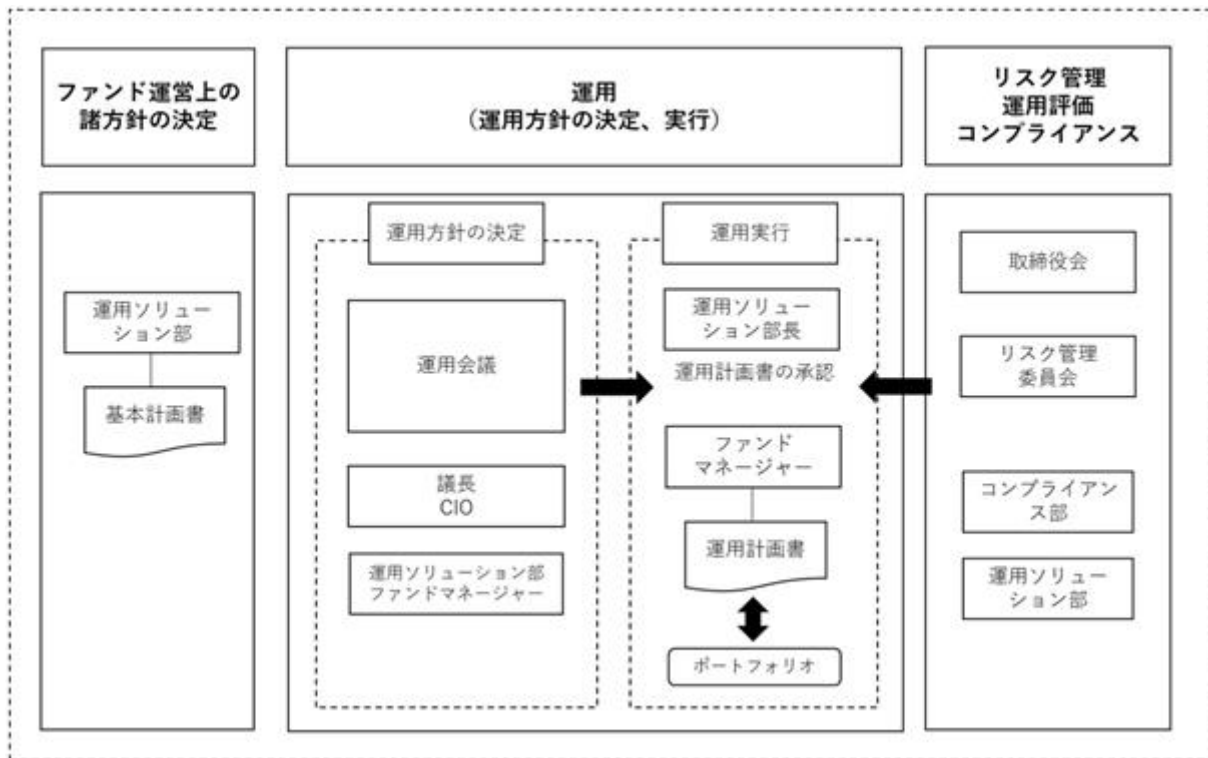 ファンド運営上の
諸方針の決定
運用
（運用方針の決定、実行）
リスク管理
運用評価
コンプライアンス
運用ソリュー
ション部
基本計画書
運用方針の決定
運用会議
議長
CIO
運用ソリューション部
ファンドマネージャー
運用実行
運用ソリュー
ション部長
運用計画書の承認
ファンド
マネージャー
運用計画書
ポートフォリオ
取締役会
リスク管理
委員会
コンプライアン
ス部
運用ソリュー
ション部